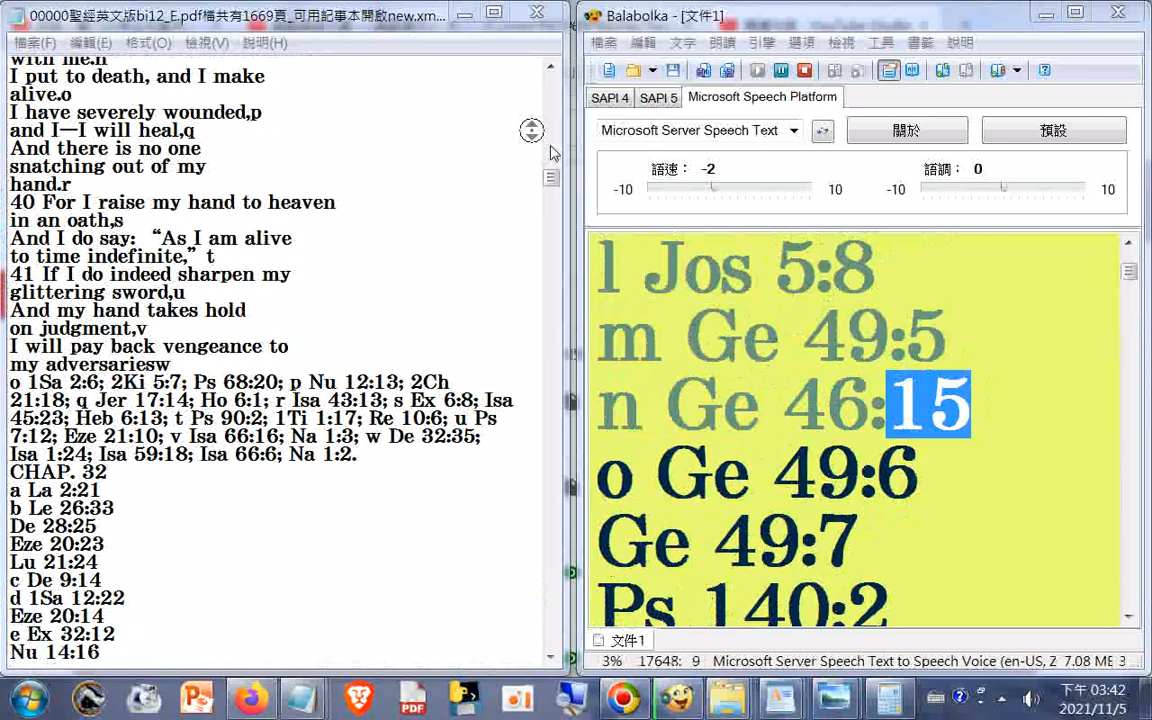 00000聖經英文版bi12_E.pdf檔共有1669頁_可用記事本開啟new.xm...
檔案(F) 編輯(E) 格式(O) 檢視(V) 說明(H)
with me.n
I put to death, and I make
alive.o
I have severely wounded,p
and I—I will heal,q
And there is no one
snatching out of my
hand.r
40 For I raise my hand to heaven
in an oath,s
And I do say: “As I am alive
to time indefinite,” t
41 If I do indeed sharpen my
glittering sword,u
And my hand takes hold
on judgment,v
I will pay back vengeance to
my adversariesw
o 1Sa 2:6; 2Ki 5:7; Ps 68:20; p Nu 12:13; 2Ch
21:18; q Jer 17:14; Ho 6:1; r Isa 43:13; s Ex 6:8; Isa
45:23; Heb 6:13; t Ps 90:2; 1Ti 1:17; Re 10:6; u Ps
7:12; Eze 21:10; v Isa 66:16; Na 1:3; w De 32:35;
Isa 1:24; Isa 59:18; Isa 66:6; Na 1:2.
CHAP. 32
a La 2:21
b Le 26:33
De 28:25
Eze 20:23
Lu 21:24
c De 9:14
d 1Sa 12:22
Eze 20:14
e Ex 32:12
Nu 14:16
Balabolka - [文件1]
檔案 編輯 文字 朗讀 引擎 選項 檢視 工具 書籤 說明
SAPI 4 SAPI 5 Microsoft Speech Platform
Microsoft Server Speech Text 關於 預設
語速： -2 語調： 0
-10 10 -10 10
l Jos 5:8
m Ge 49:5
n Ge 46:15
o Ge 49:6
Ge 49:7
Ps 140:2
文件1
3% 17648: 9 Microsoft Server Speech Text to Speech Voice (en-US, Z 7.08 ME 3
PDF
下午 03:42
2021/11/5